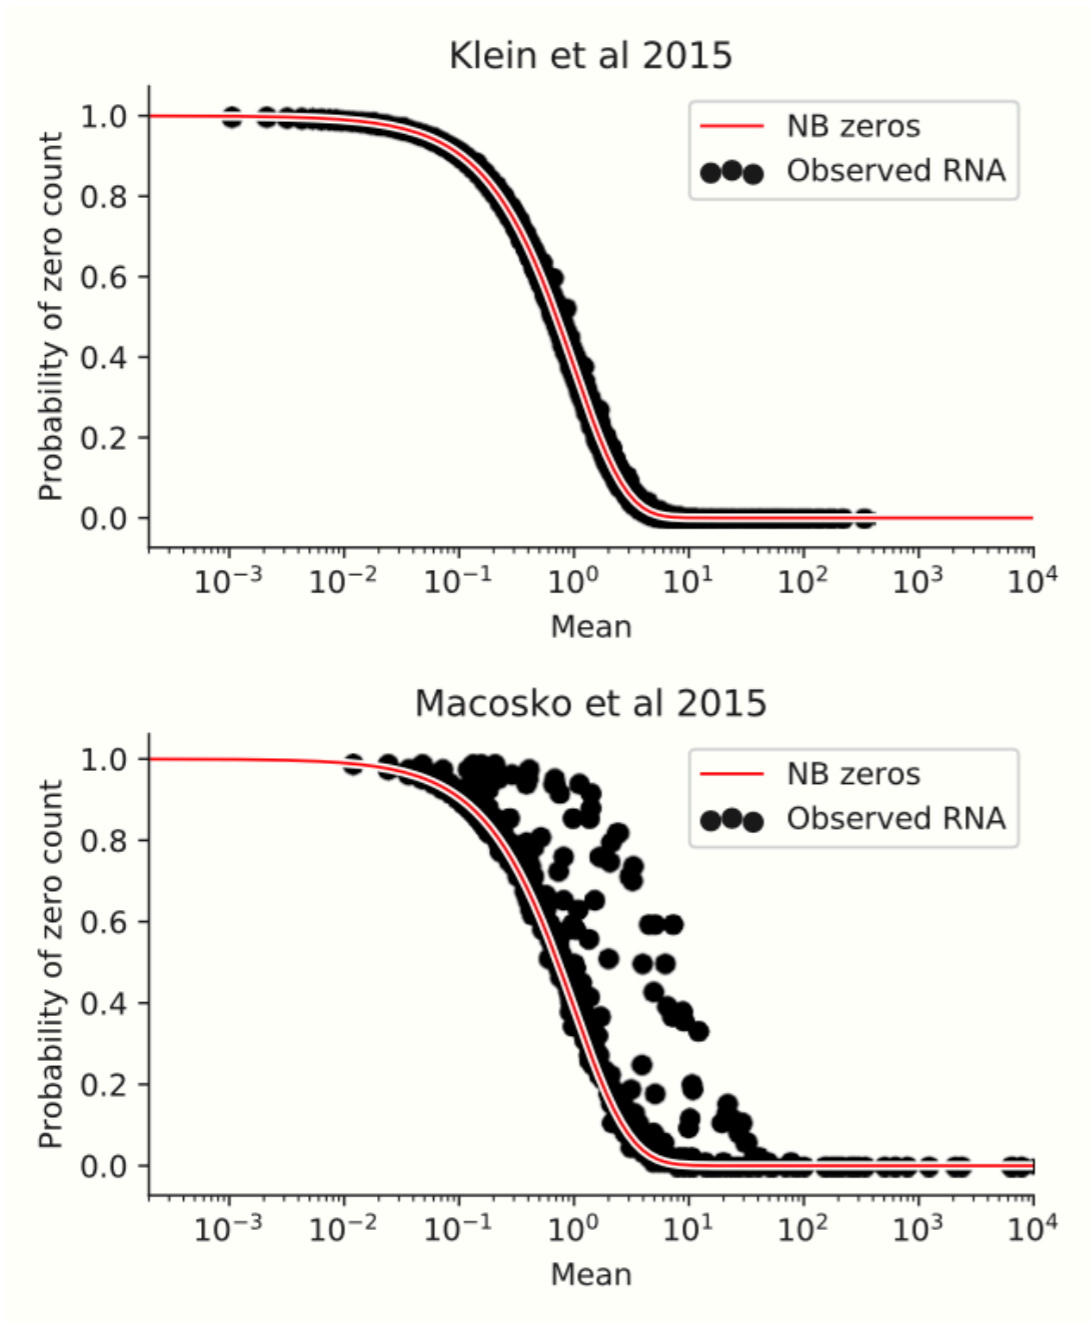 Klein et al 2015
NB zeros
Observed RNA
Probability of zero count
1.0
0.8
0.6
0.4
0.2
0.0
10⁻³ 10⁻² 10⁻¹ 10⁰ 10¹ 10² 10³ 10⁴
Mean
Macosko et al 2015
NB zeros
Observed RNA
Probability of zero count
1.0
0.8
0.6
0.4
0.2
0.0
10⁻³ 10⁻² 10⁻¹ 10⁰ 10¹ 10² 10³ 10⁴
Mean